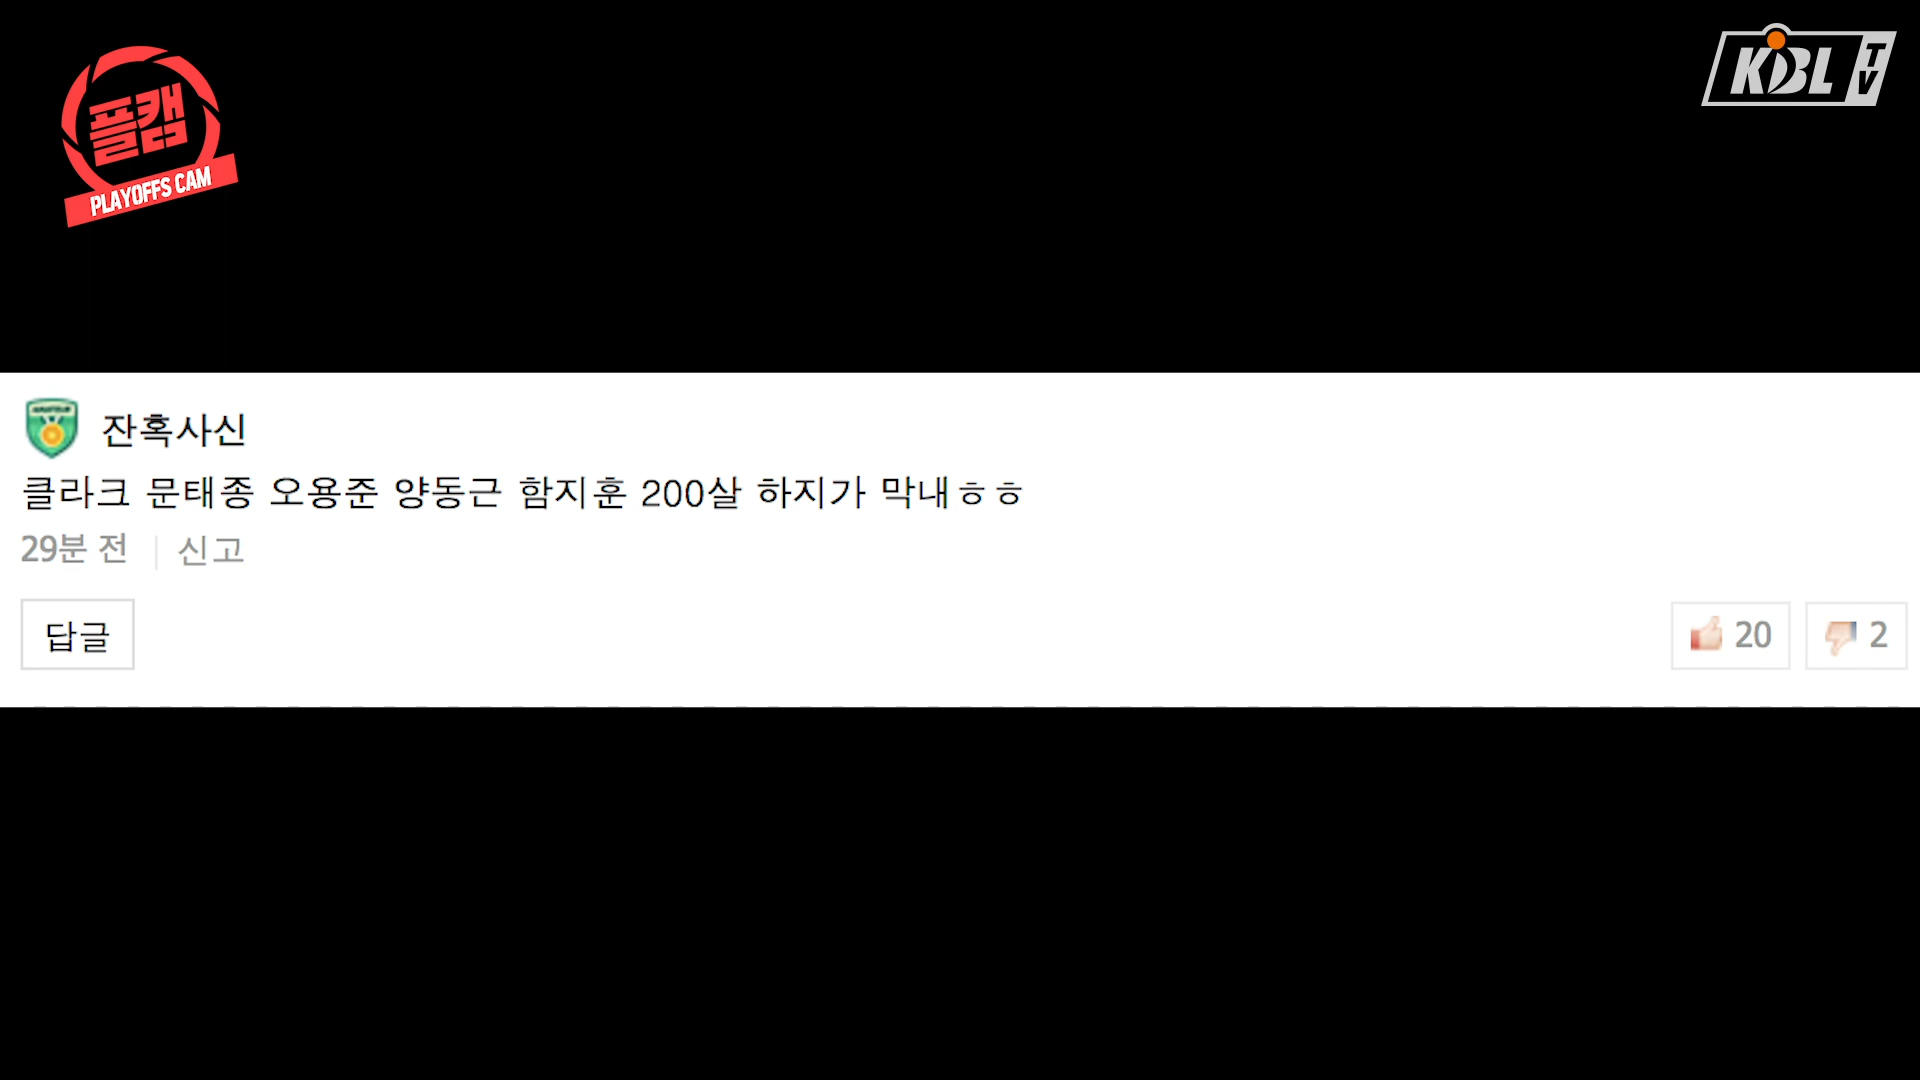 플캠
PLAYOFFS CAM
KBL TV
잔혹사신
클라크 문태종 오용준 양동근 함지훈 200살 하지가 막내ㅎㅎ
29분 전 | 신고
답글
20 2